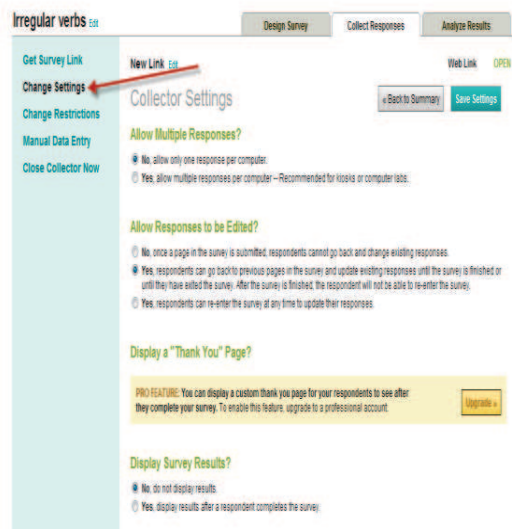 Irregular verbs Edit
Design Survey
Collect Responses
Analyze Results
Get Survey Link
Change Settings
Change Restrictions
Manual Data Entry
Close Collector Now
New Link Edit
Web Link OPEN
Collector Settings
« Back to Summary
Save Settings
Allow Multiple Responses?
No, allow only one response per computer.
Yes, allow multiple responses per computer – Recommended for kiosks or computer labs.
Allow Responses to be Edited?
No, once a page in the survey is submitted, respondents cannot go back and change existing responses.
Yes, respondents can go back to previous pages in the survey and update existing responses until the survey is finished or
until they have exited the survey. After the survey is finished, the respondent will not be able to re-enter the survey.
Yes, respondents can re-enter the survey at any time to update their responses.
Display a "Thank You" Page?
PRO FEATURE: You can display a custom thank you page for your respondents to see after
they complete your survey. To enable this feature, upgrade to a professional account.
Upgrade »
Display Survey Results?
No, do not display results.
Yes, display results after a respondent completes the survey.